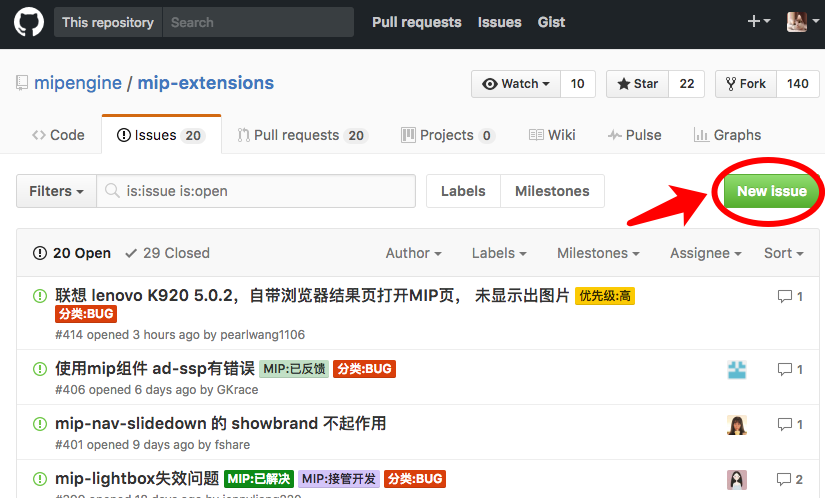 This repository Search Pull requests Issues Gist
mipengine / mip-extensions Watch 10 Star 22 Fork 140
Code Issues 20 Pull requests 20 Projects 0 Wiki Pulse Graphs
Filters is:issue is:open Labels Milestones New issue
20 Open 29 Closed Author Labels Milestones Assignee Sort
联想 lenovo K920 5.0.2，自带浏览器结果页打开MIP页， 未显示出图片 优先级:高 1
分类:BUG
#414 opened 3 hours ago by pearlwang1106
使用mip组件 ad-ssp有错误 MIP:已反馈 分类:BUG 1
#406 opened 6 days ago by GKrace
mip-nav-slidedown 的 showbrand 不起作用 1
#401 opened 9 days ago by fshare
mip-lightbox失效问题 MIP:已解决 MIP:接管开发 分类:BUG 2